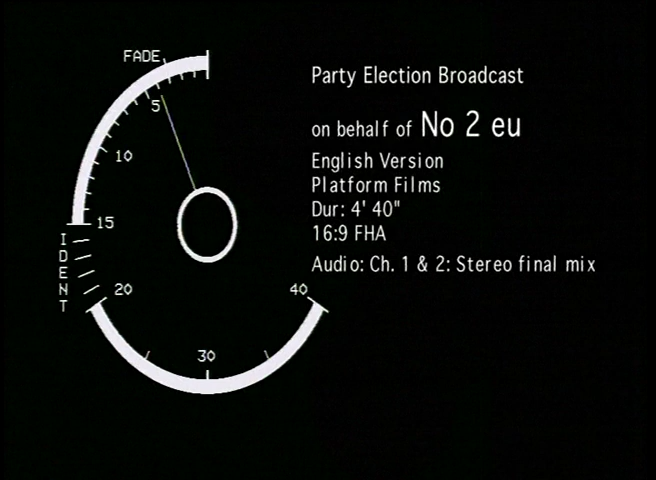 FADE
5
10
15
IDENT
20
30
40
Party Election Broadcast
on behalf of No 2 eu
English Version
Platform Films
Dur: 4' 40"
16:9 FHA
Audio: Ch. 1 & 2: Stereo final mix